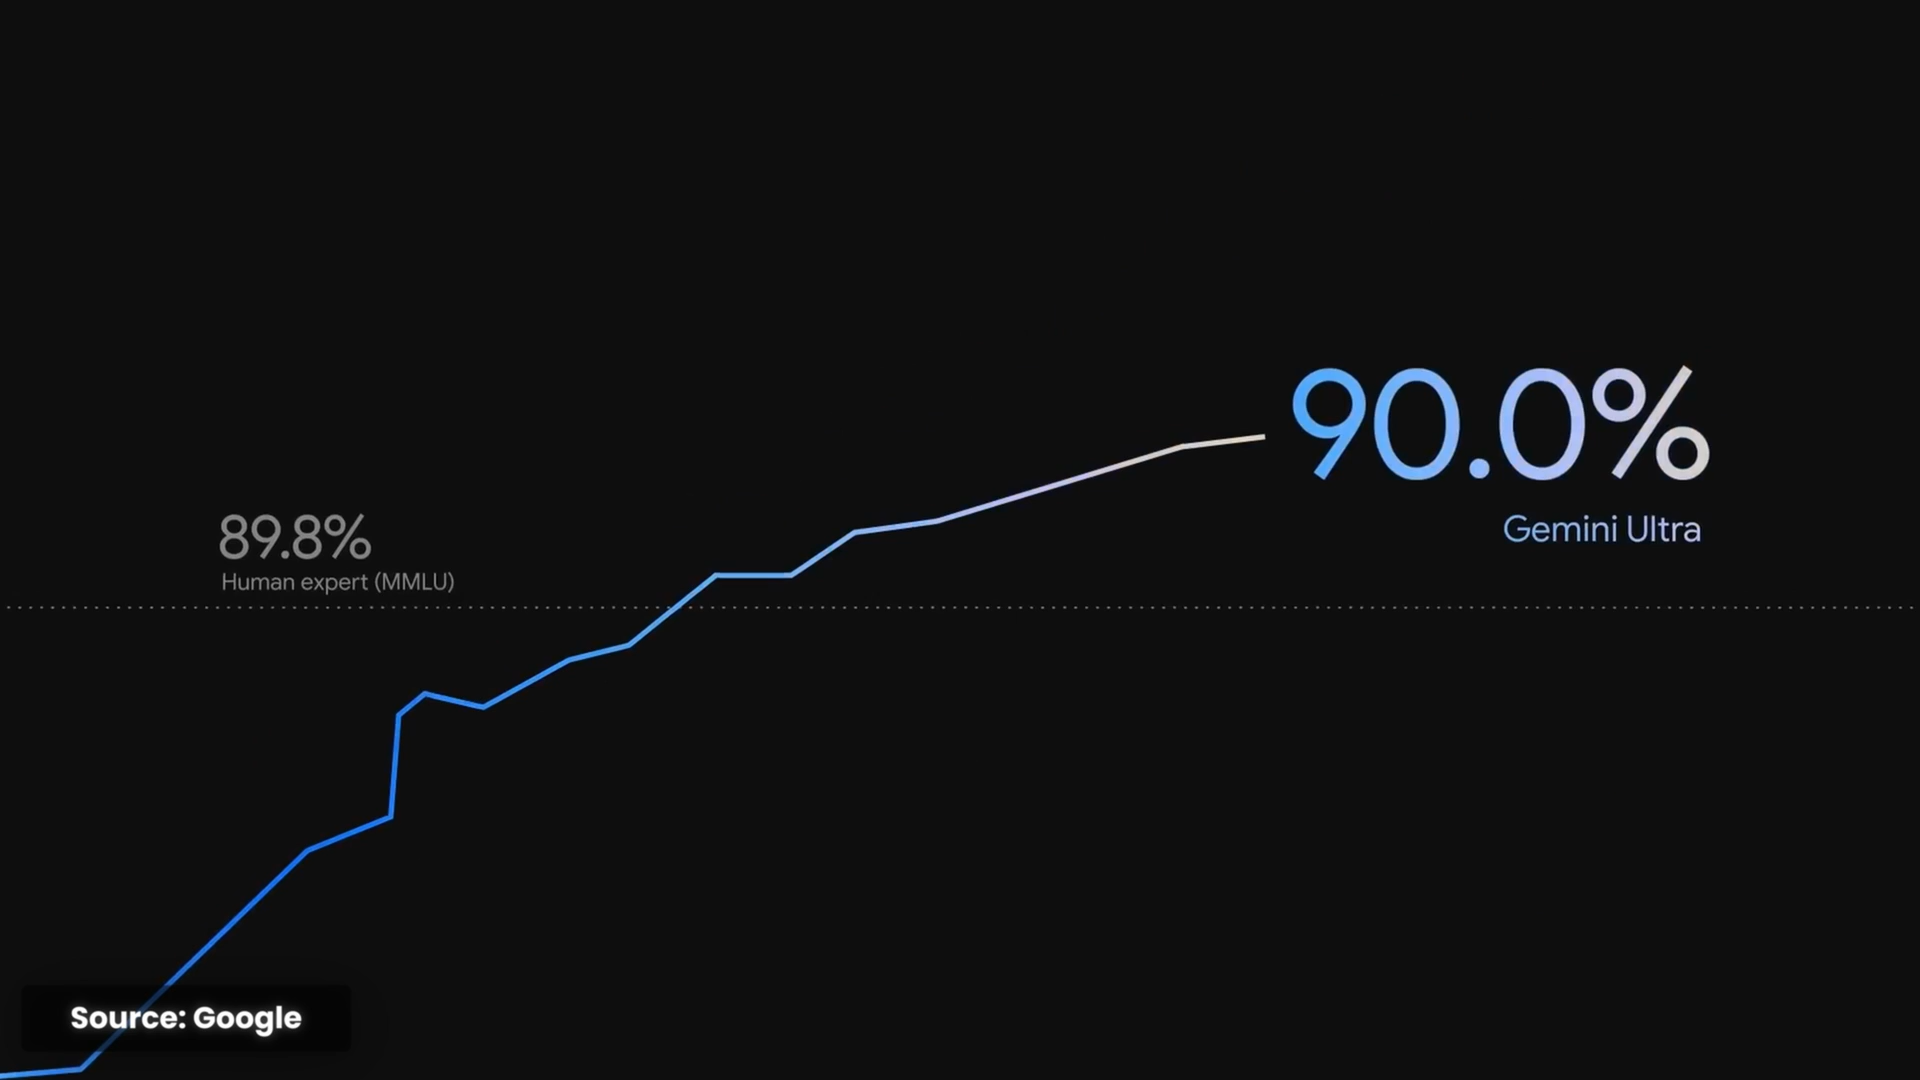 90.0%
Gemini Ultra
89.8%
Human expert (MMLU)
Source: Google